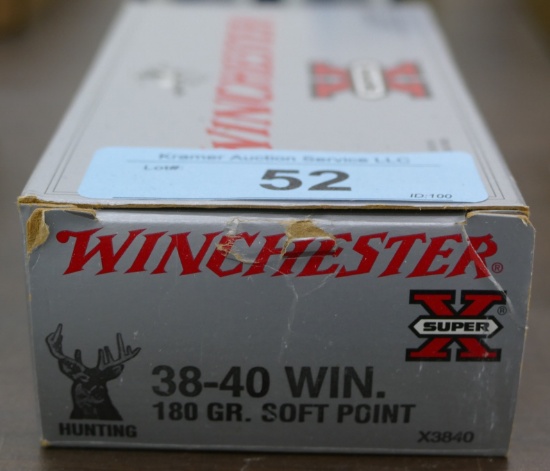 WINCHESTER
X
SUPER
Kramer Auction Service LLC
Lot#: 52
ID:100
WINCHESTER®
X ®
SUPER
38-40 WIN.
180 GR. SOFT POINT
HUNTING
X3840